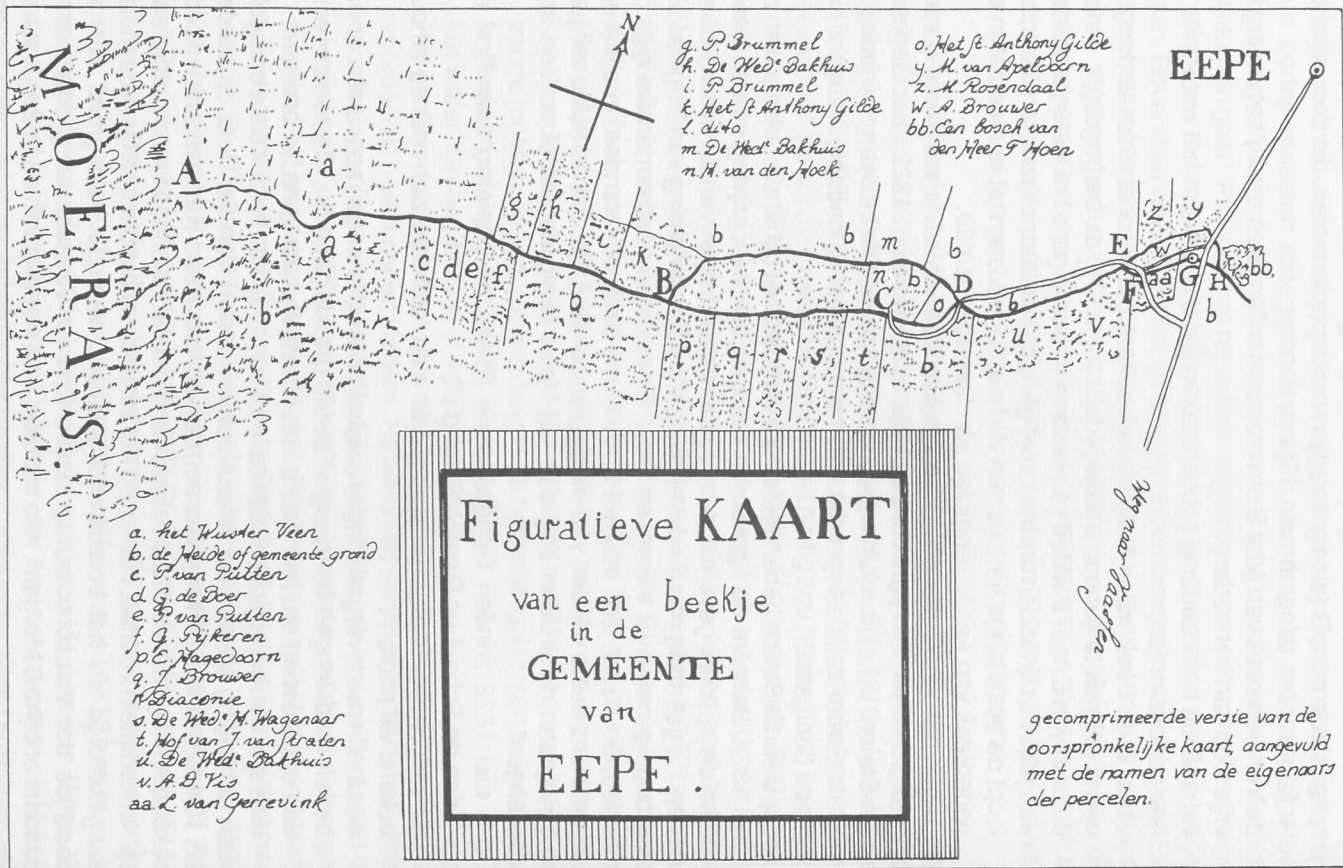 MOERAS.
N
EEPE
g. P. Brummel
h. De Wed.e Bakhuis
i. P. Brummel
k. Het St. Anthony Gilde
l. dito
m. De Wed.e Bakhuis
n. H. van den Hoek
o. Het St. Anthony Gilde
y. M. van Apeldoorn
z. H. Rosendaal
w. A. Brouwer
bb. Een bosch van
den Heer F Hoen
A
a
a
b
c
d
e
f
g
h
i
k
b
B
b
l
b
m
n
b
b
C
o
D
p
q
r
s
t
b
b
u
v
E
F
z
y
w
aa
G
H
bb.
b
Weg naar Vaassen
a. het Wuster Veen
b. de Heide of gemeente grond
c. P. van Putten
d. G. de Boer
e. P. van Putten
f. G. Pijkeren
p. E. Hagedoorn
q. J. Brouwer
r. Diaconie
s. De Wed.e H. Wagenaar
t. Hof van J. van Straten
u. De Wed.e Bakhuis
v. A. D. Vis
aa. L. van Gerrevink
Figuratieve KAART
van een beekje
in de
GEMEENTE
van
EEPE.
gecomprimeerde versie van de
oorspronkelijke kaart, aangevuld
met de namen van de eigenaars
der percelen.